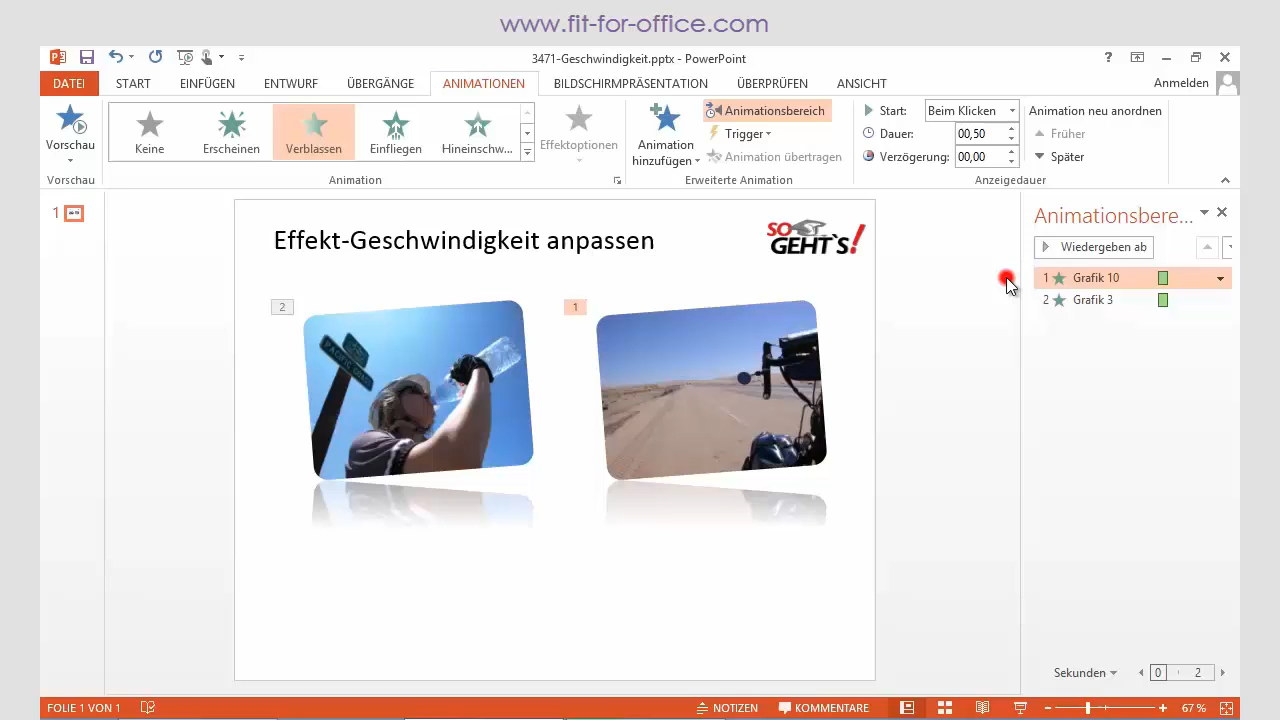 www.fit-for-office.com
3471-Geschwindigkeit.pptx - PowerPoint
DATEI START EINFÜGEN ENTWURF ÜBERGÄNGE ANIMATIONEN BILDSCHIRMPRÄSENTATION ÜBERPRÜFEN ANSICHT Anmelden
Vorschau
Keine
Erscheinen
Verblassen
Einfliegen
Hineinschw...
Effektoptionen
Animation hinzufügen
Animationsbereich
Trigger
Animation übertragen
Start: Beim Klicken
Dauer: 00,50
Verzögerung: 00,00
Animation neu anordnen
Früher
Später
Vorschau
Animation
Erweiterte Animation
Anzeigedauer
1
Effekt-Geschwindigkeit anpassen
SO
GEHT`S!
2
1
Animationsbere...
Wiedergeben ab
1 Grafik 10
2 Grafik 3
Sekunden 0 2
FOLIE 1 VON 1 NOTIZEN KOMMENTARE 67 %